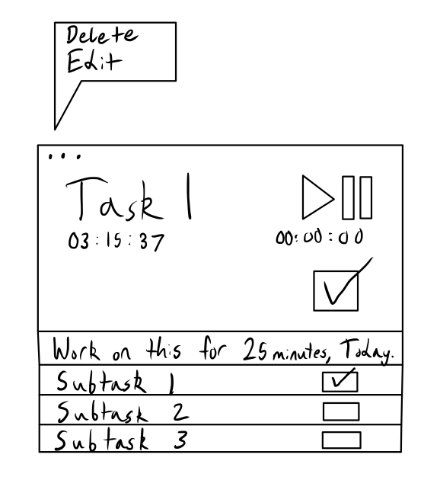 Delete
Edit
...
Task 1
03:15:37
00:00:00
Work on this for 25 minutes, Today.
Subtask 1
Subtask 2
Subtask 3